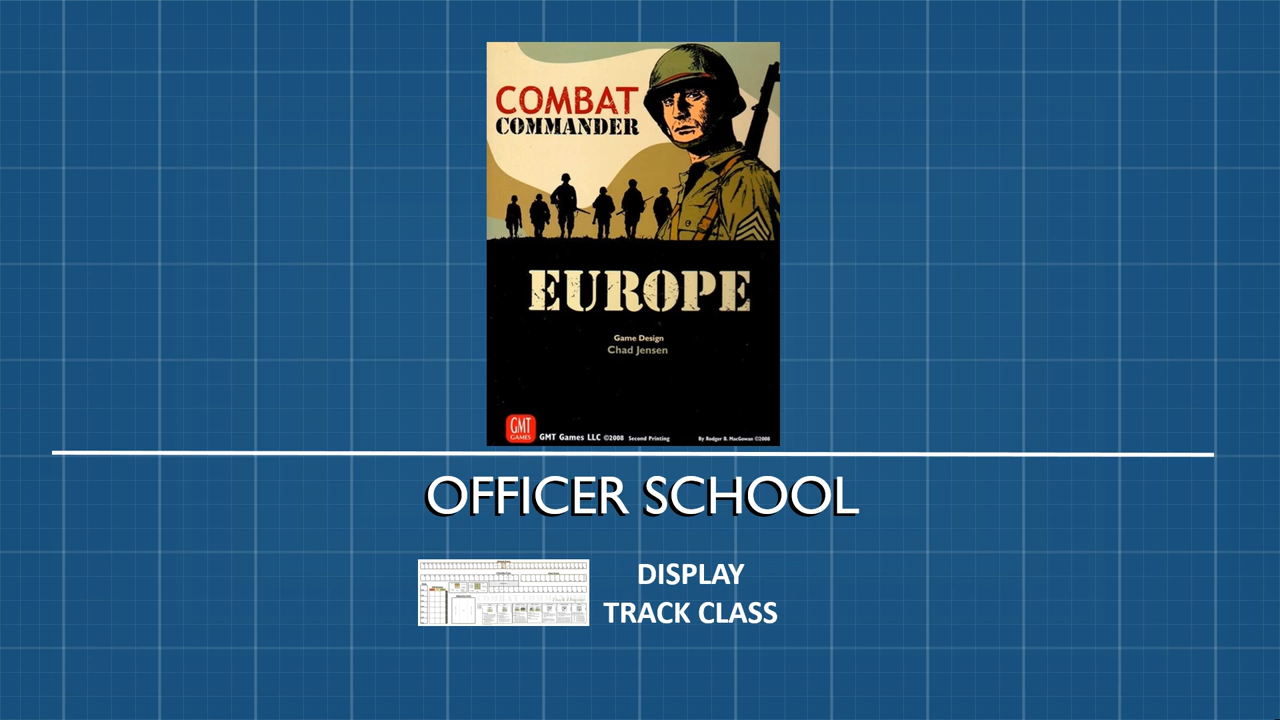 COMBAT
COMMANDER
EUROPE
Game Design
Chad Jensen
GMT
GAMES
GMT Games LLC ©2008 Second Printing
By Rodger B. MacGowan ©2008
OFFICER SCHOOL
DISPLAY
TRACK CLASS